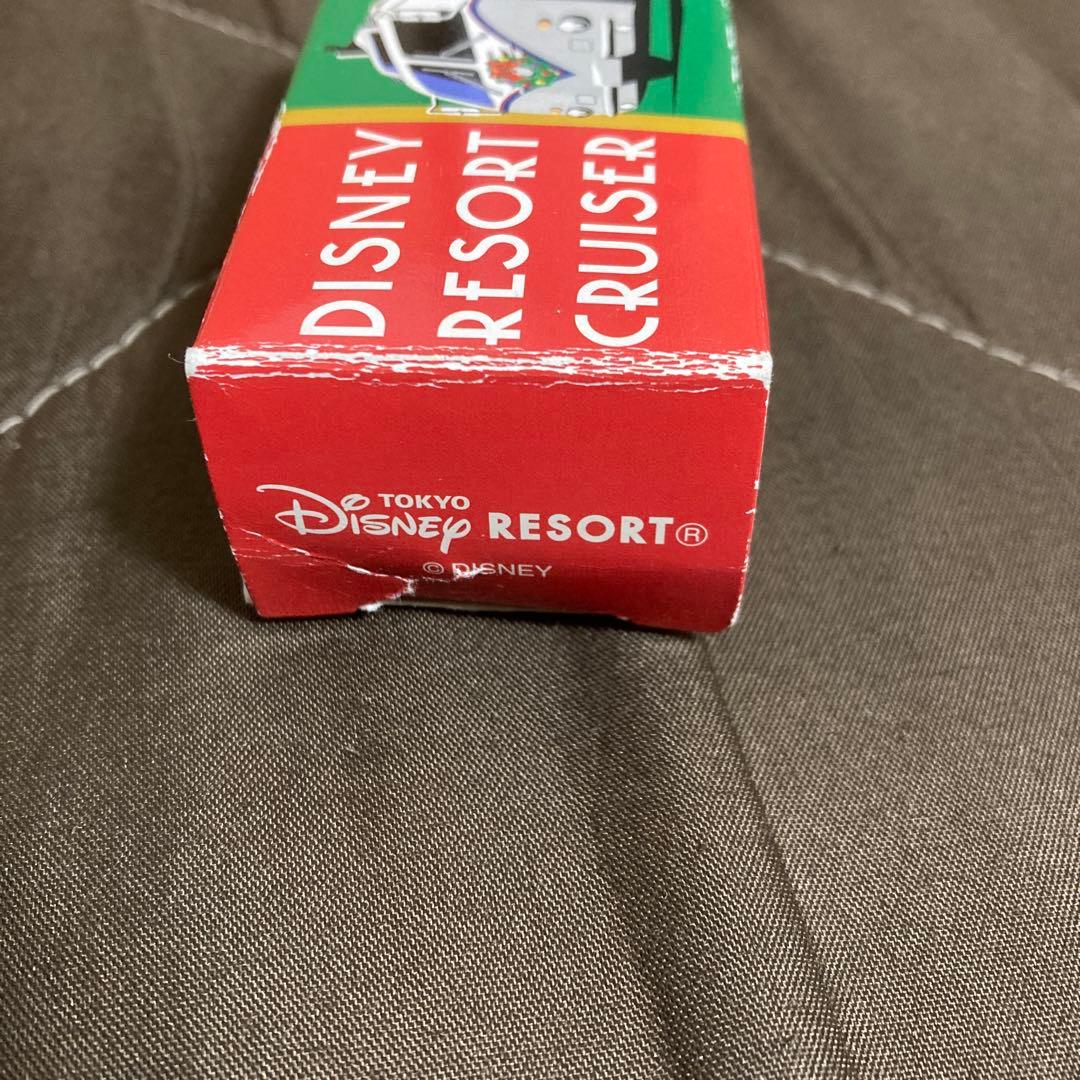 DISNEY
RESORT
CRUISER
TOKYO
Disney RESORT®
© DISNEY